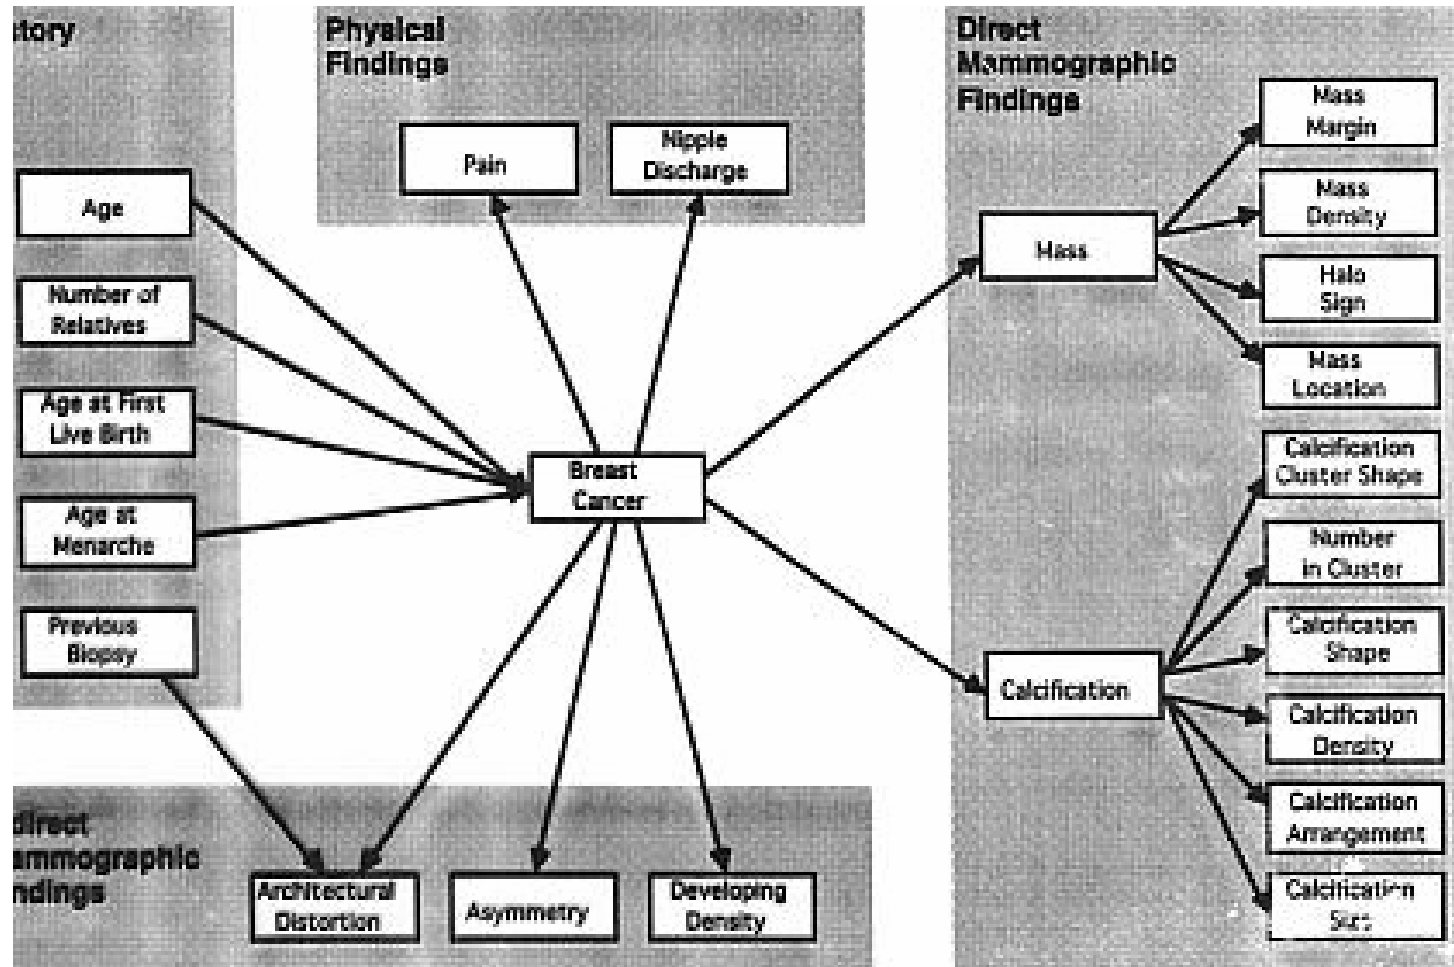 story
Physical
Findings
Direct
Mammographic
Findings
Pain
Nipple
Discharge
Age
Number of
Relatives
Age at First
Live Birth
Age at
Menarche
Previous
Biopsy
Breast
Cancer
Mass
Mass
Margin
Mass
Density
Halo
Sign
Mass
Location
Calcification
Calcification
Cluster Shape
Number
in Cluster
Calcification
Shape
Calcification
Density
Calcification
Arrangement
Calcification
Size
direct
ammographic
ndings
Architectural
Distortion
Asymmetry
Developing
Density